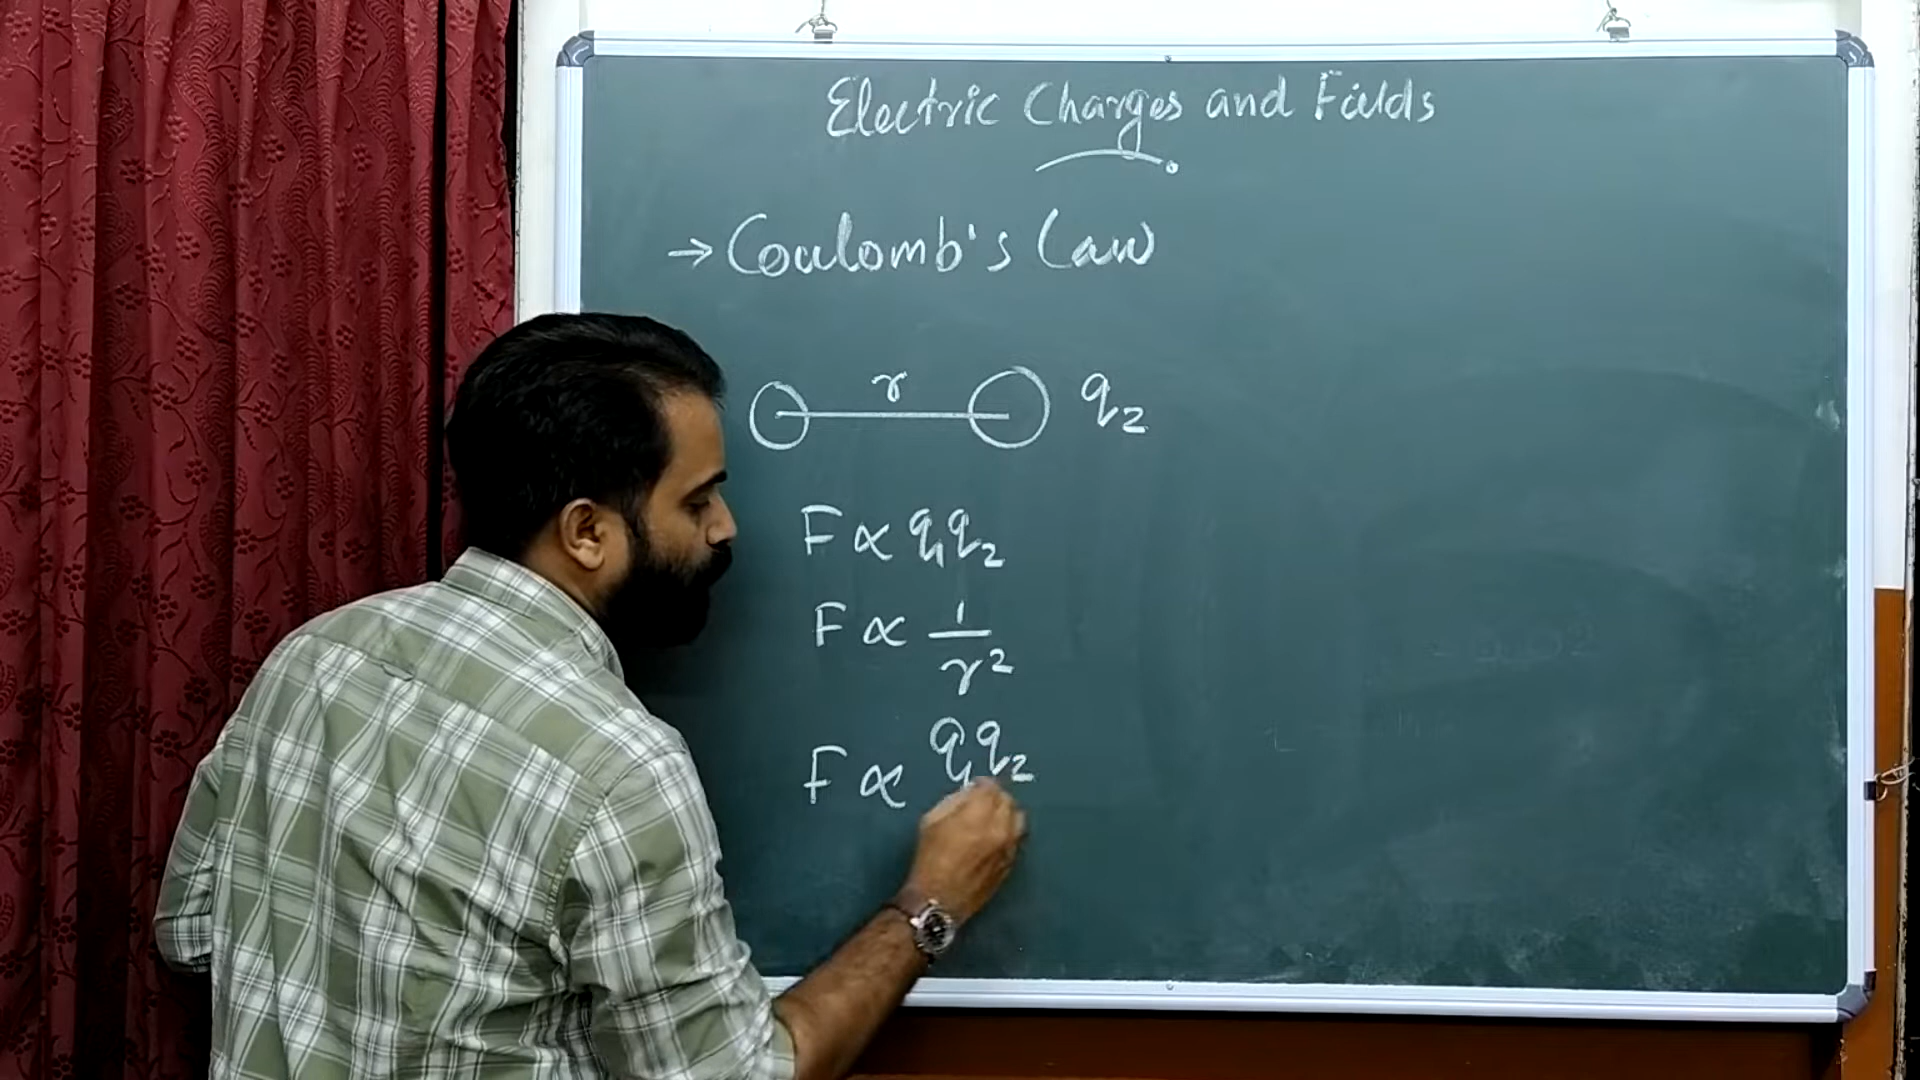 Electric Charges and Fields
→ Coulomb's Law
r
q₂
F ∝ q₁q₂
F ∝ 1/r²
F ∝ q₁q₂